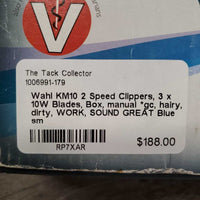 The Tack Collector
1006991-179
Wahl KM10 2 Speed Clippers, 3 x
10W Blades, Box, manual *gc, hairy,
dirty, WORK, SOUND GREAT Blue
sm
$188.00
RP7XAR